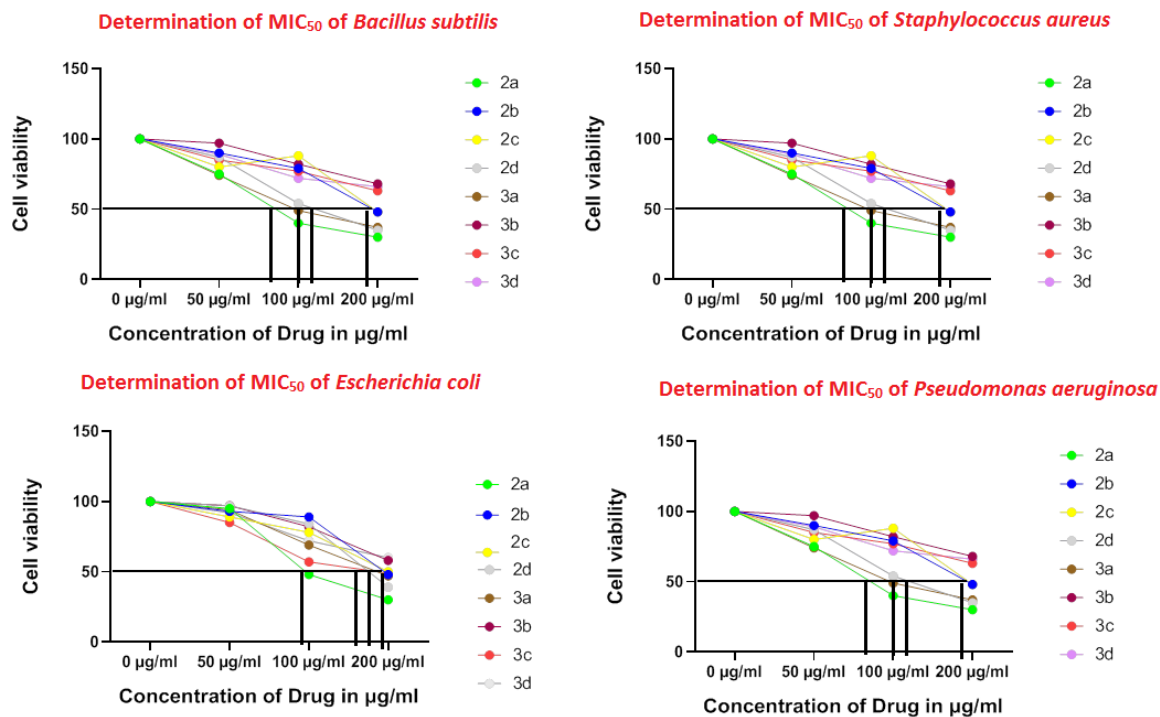 Determination of MIC₅₀ of Bacillus subtilis
150
100
50
0
Cell viability
0 µg/ml 50 µg/ml 100 µg/ml 200 µg/ml
Concentration of Drug in µg/ml
2a
2b
2c
2d
3a
3b
3c
3d
Determination of MIC₅₀ of Staphylococcus aureus
150
100
50
0
Cell viability
0 µg/ml 50 µg/ml 100 µg/ml 200 µg/ml
Concentration of Drug in µg/ml
2a
2b
2c
2d
3a
3b
3c
3d
Determination of MIC₅₀ of Escherichia coli
150
100
50
0
Cell viability
0 µg/ml 50 µg/ml 100 µg/ml 200 µg/ml
Concentration of Drug in µg/ml
2a
2b
2c
2d
3a
3b
3c
3d
Determination of MIC₅₀ of Pseudomonas aeruginosa
150
100
50
0
Cell viability
0 µg/ml 50 µg/ml 100 µg/ml 200 µg/ml
Concentration of Drug in µg/ml
2a
2b
2c
2d
3a
3b
3c
3d